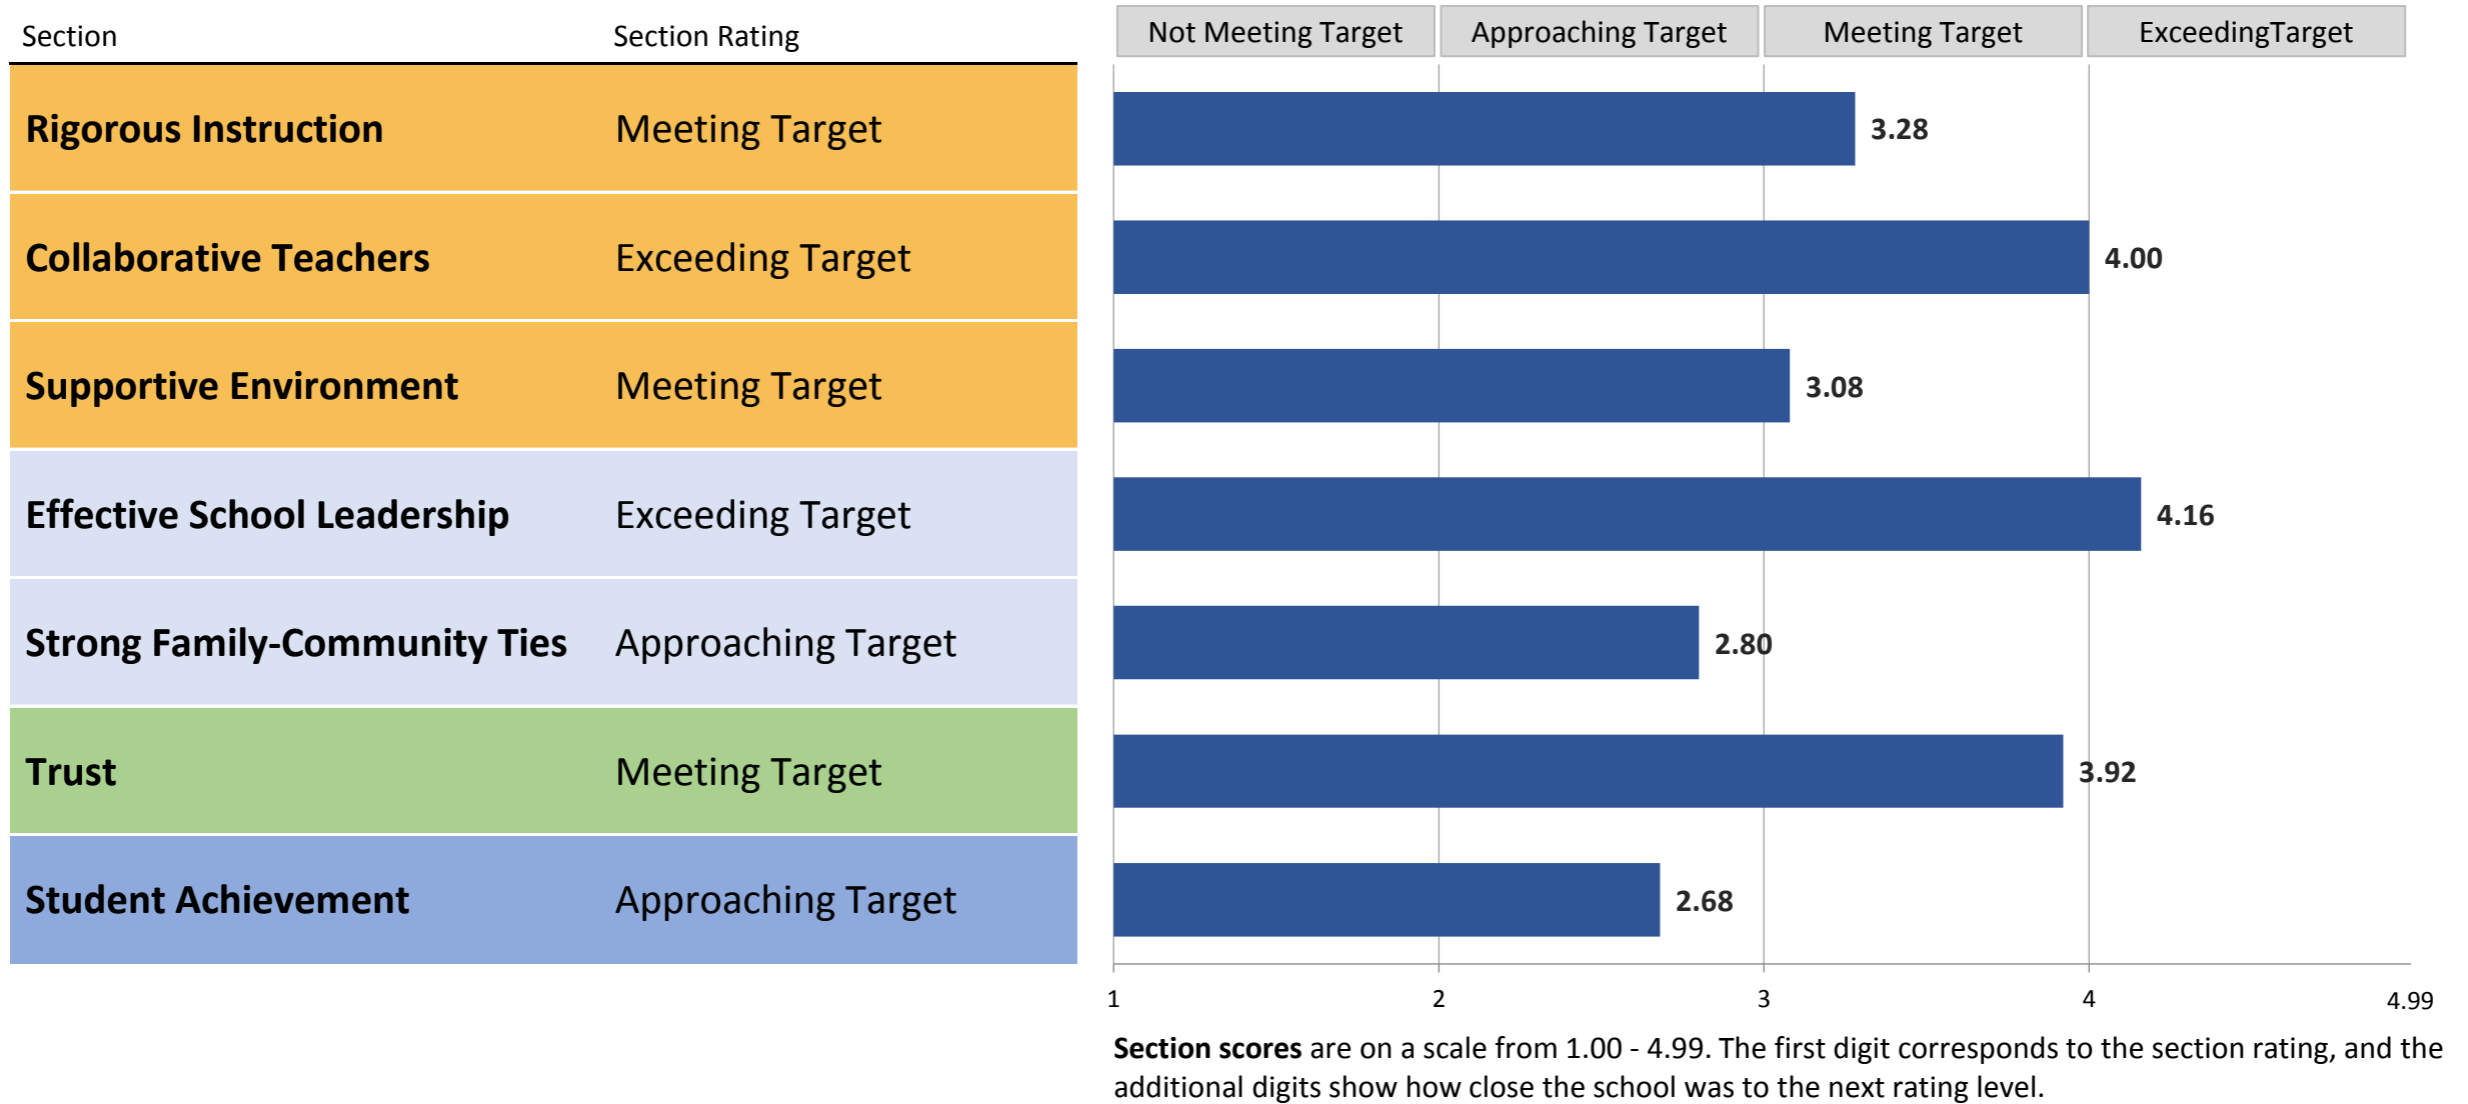 Section Section Rating Not Meeting Target Approaching Target Meeting Target ExceedingTarget
Rigorous Instruction Meeting Target 3.28
Collaborative Teachers Exceeding Target 4.00
Supportive Environment Meeting Target 3.08
Effective School Leadership Exceeding Target 4.16
Strong Family-Community Ties Approaching Target 2.80
Trust Meeting Target 3.92
Student Achievement Approaching Target 2.68
1 2 3 4 4.99
Section scores are on a scale from 1.00 - 4.99. The first digit corresponds to the section rating, and the
additional digits show how close the school was to the next rating level.